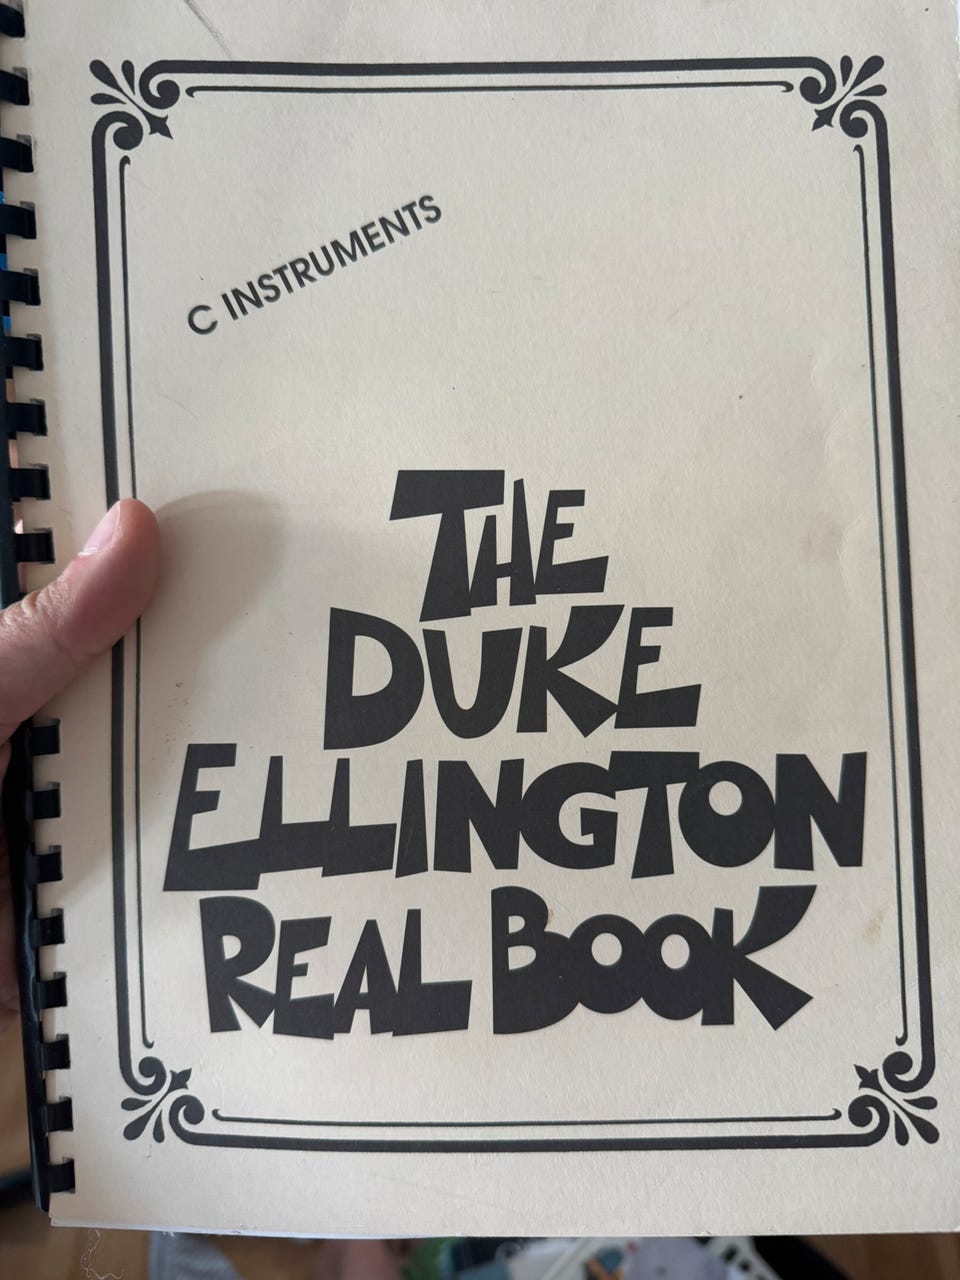 C INSTRUMENTS
THE
DUKE
ELLINGTON
REAL BOOK